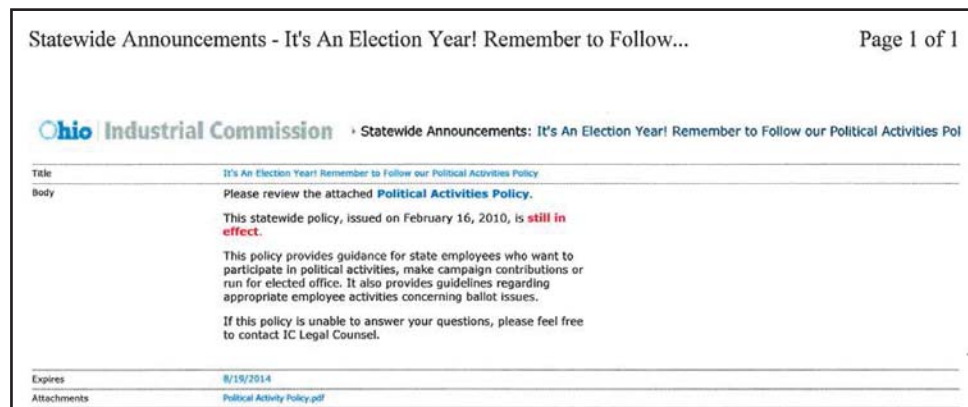 Statewide Announcements - It's An Election Year! Remember to Follow... Page 1 of 1
Ohio Industrial Commission › Statewide Announcements: It's An Election Year! Remember to Follow our Political Activities Pol
Title It's An Election Year! Remember to Follow our Political Activities Policy
Body Please review the attached Political Activities Policy.
This statewide policy, issued on February 16, 2010, is still in
effect.
This policy provides guidance for state employees who want to
participate in political activities, make campaign contributions or
run for elected office. It also provides guidelines regarding
appropriate employee activities concerning ballot issues.
If this policy is unable to answer your questions, please feel free
to contact IC Legal Counsel.
Expires 8/19/2014
Attachments Political Activity Policy.pdf